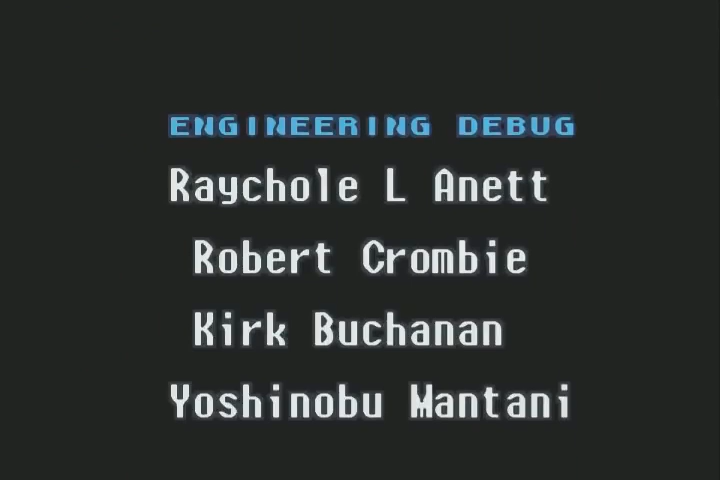 ENGINEERING DEBUG
Raychole L Anett
Robert Crombie
Kirk Buchanan
Yoshinobu Mantani